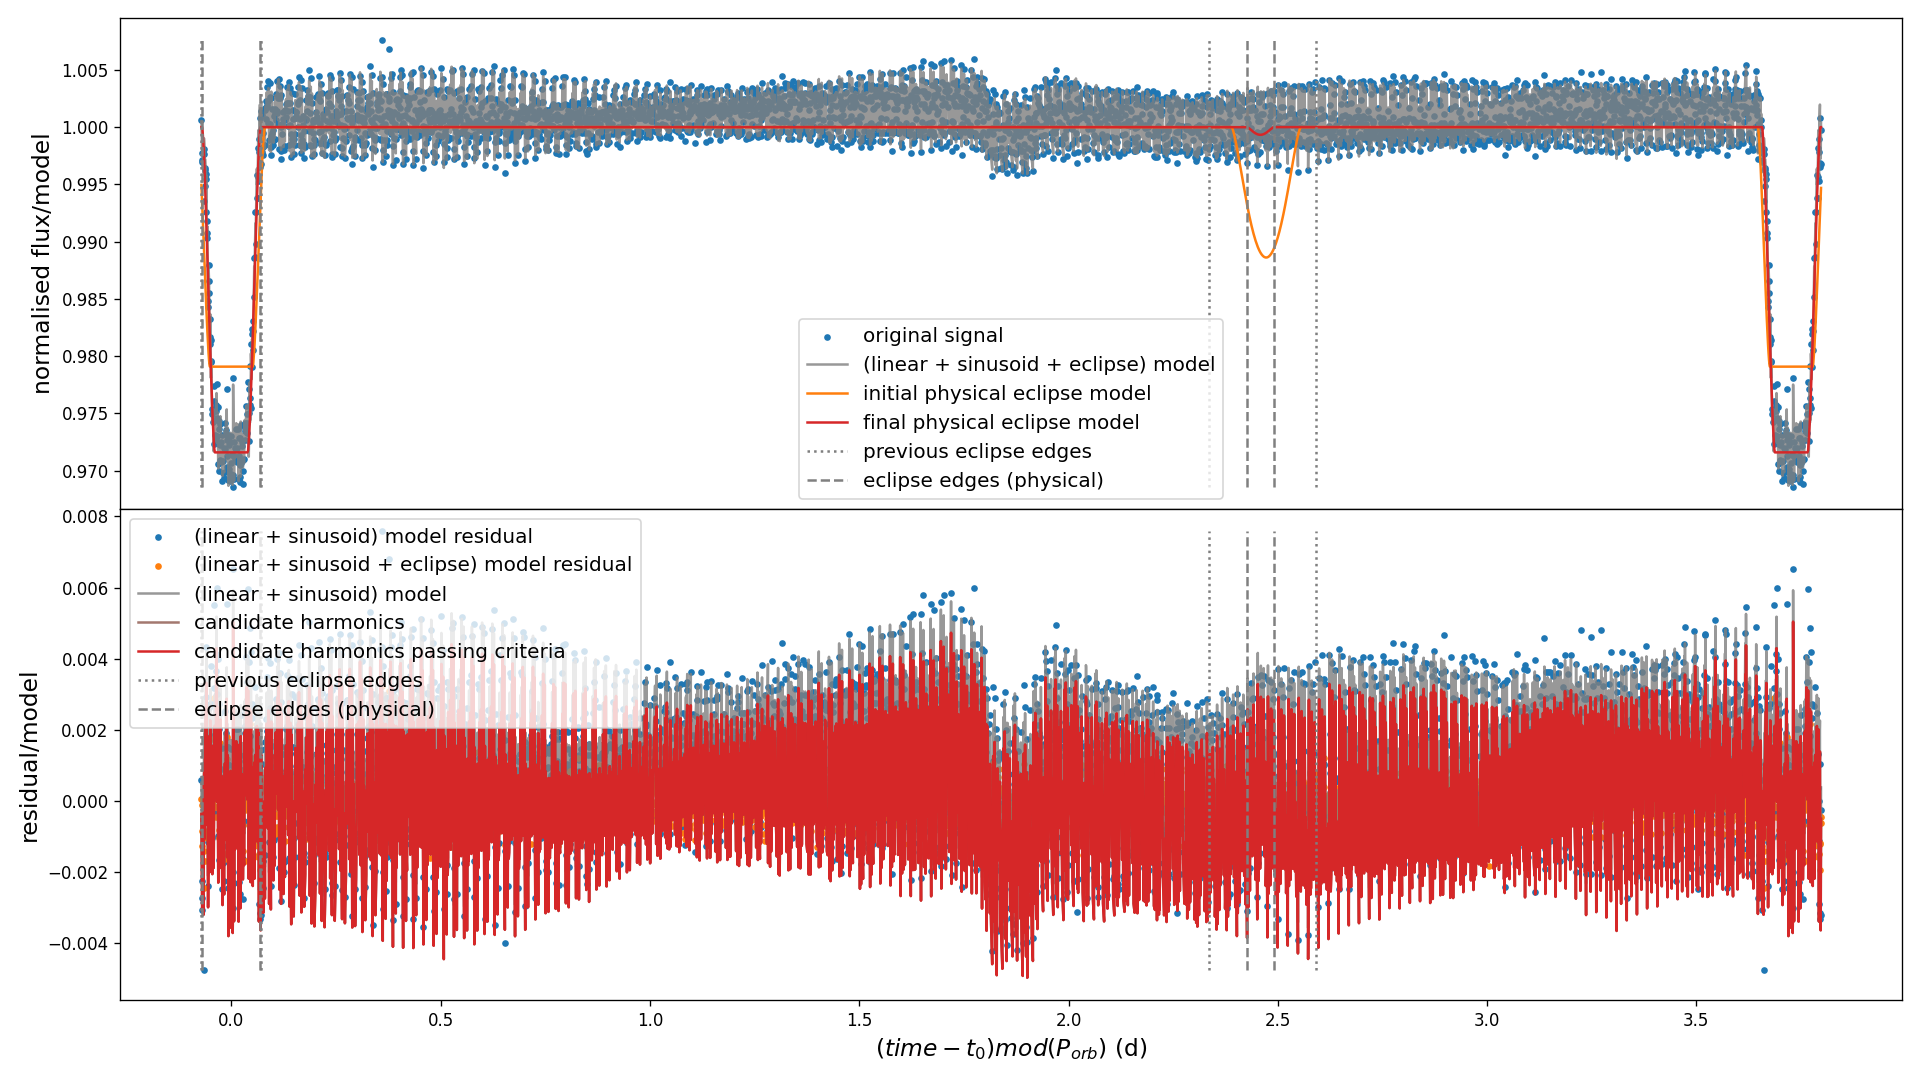 normalised flux/model
1.005
1.000
0.995
0.990
0.985
0.980
0.975
0.970
original signal
(linear + sinusoid + eclipse) model
initial physical eclipse model
final physical eclipse model
previous eclipse edges
eclipse edges (physical)
residual/model
0.008
0.006
0.004
0.002
0.000
−0.002
−0.004
(linear + sinusoid) model residual
(linear + sinusoid + eclipse) model residual
(linear + sinusoid) model
candidate harmonics
candidate harmonics passing criteria
previous eclipse edges
eclipse edges (physical)
0.0 0.5 1.0 1.5 2.0 2.5 3.0 3.5
(time − t₀)mod(P_orb) (d)